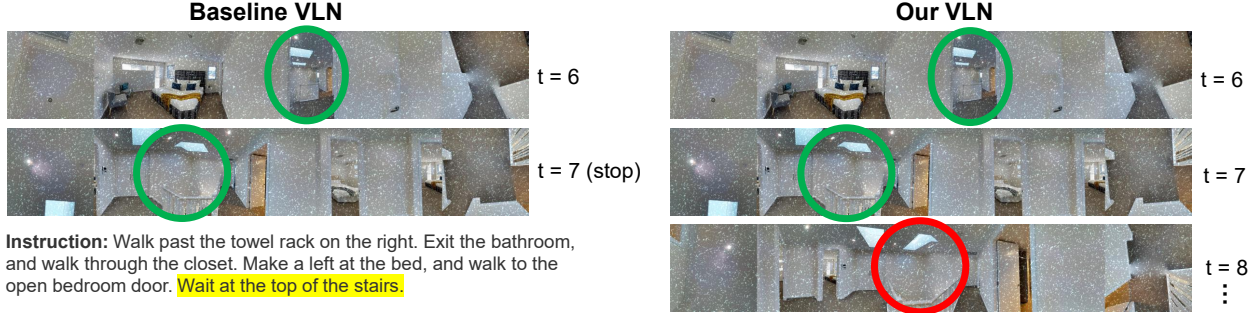 Baseline VLN
t = 6
t = 7 (stop)
Instruction: Walk past the towel rack on the right. Exit the bathroom,
and walk through the closet. Make a left at the bed, and walk to the
open bedroom door. Wait at the top of the stairs.
Our VLN
t = 6
t = 7
t = 8
⋮